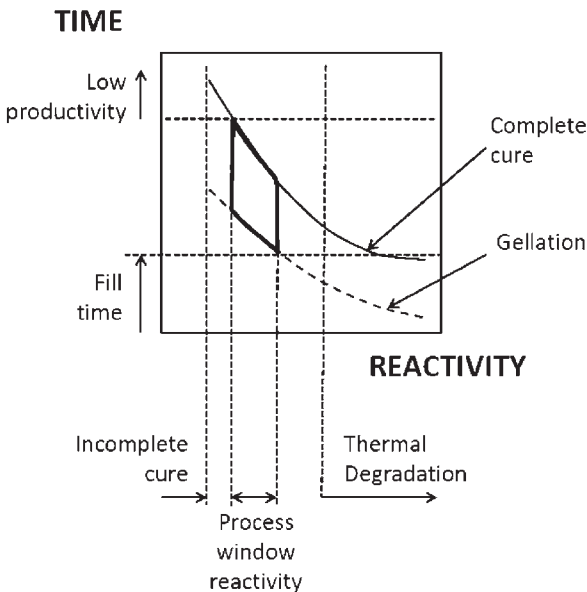 TIME
Low
productivity
Complete
cure
Gellation
Fill
time
REACTIVITY
Incomplete
cure
Thermal
Degradation
Process
window
reactivity